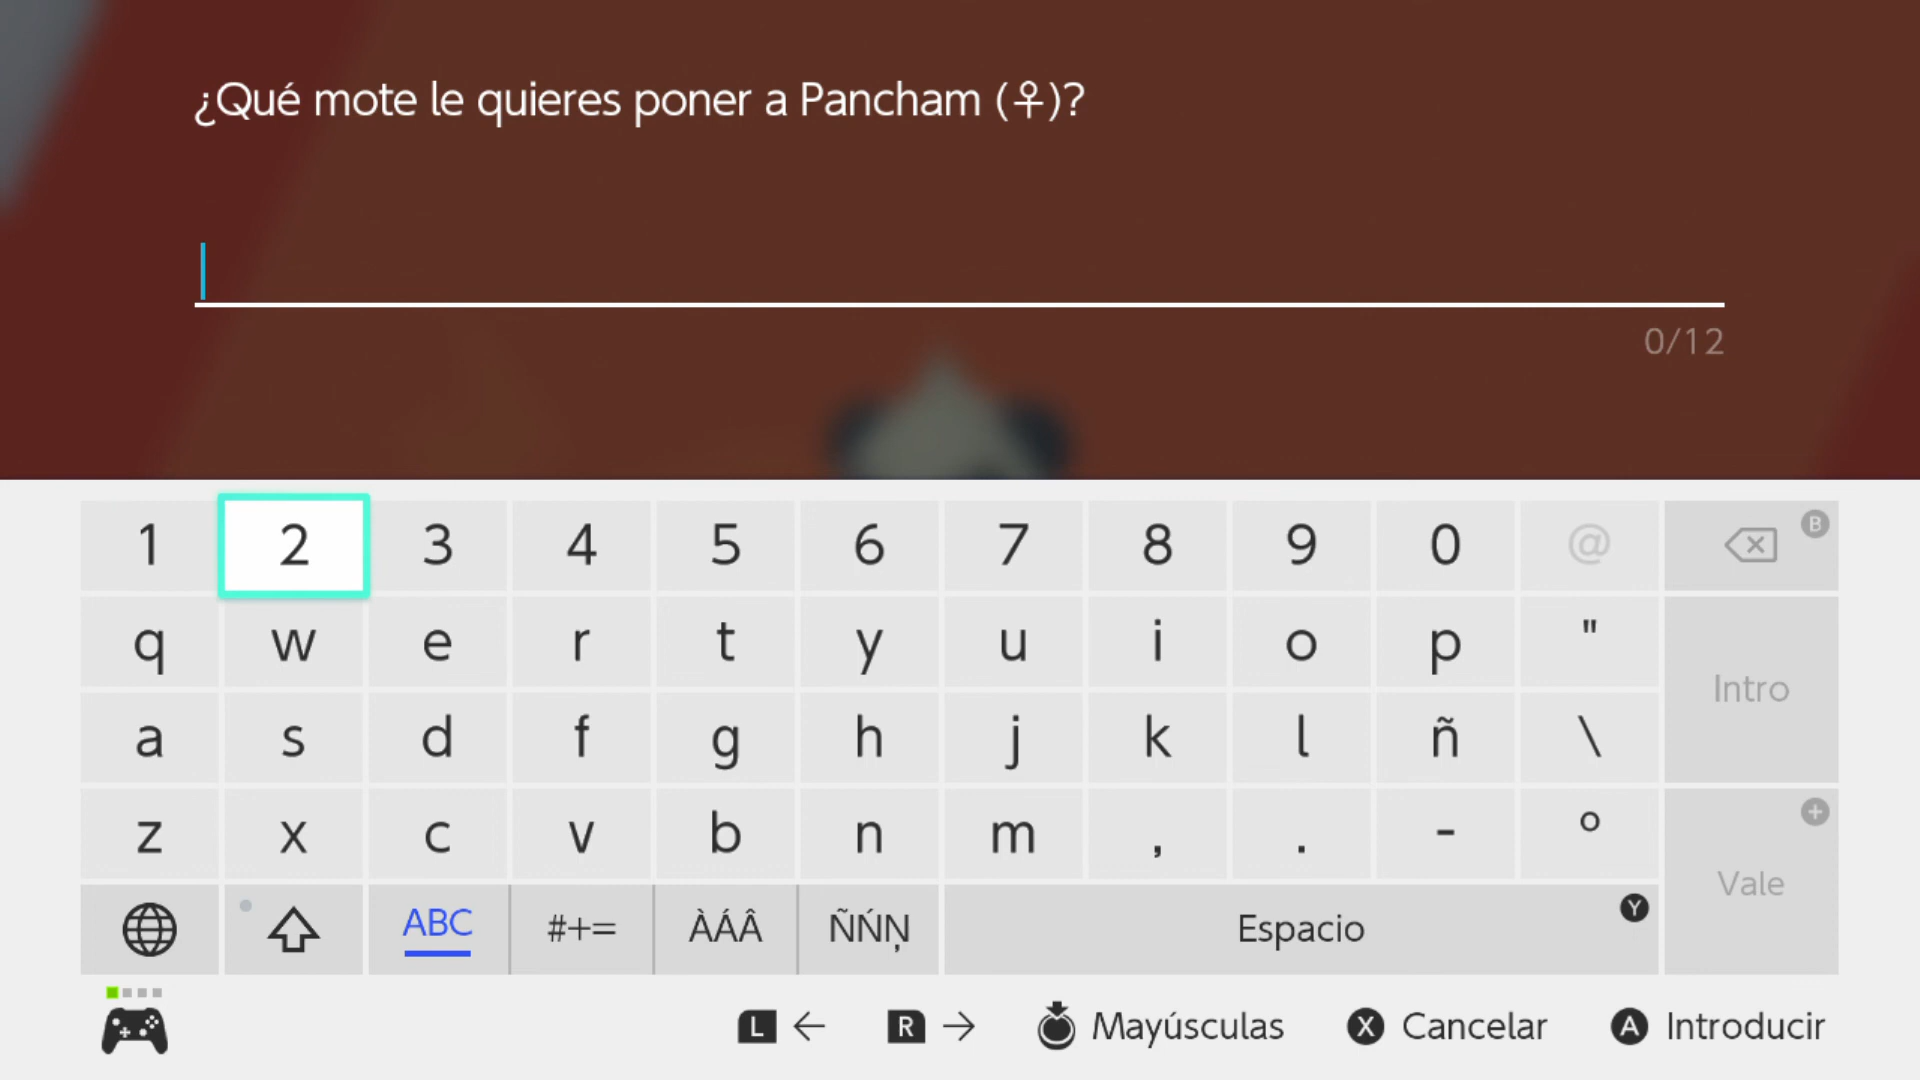 ¿Qué mote le quieres poner a Pancham (♀)?
0/12
1 2 3 4 5 6 7 8 9 0 @ B
q w e r t y u i o p "
Intro
a s d f g h j k l ñ \
z x c v b n m , . - °
+
Vale
ABC #+= ÀÁÂ ÑŃŅ Espacio Y
L ← R → Mayúsculas X Cancelar A Introducir